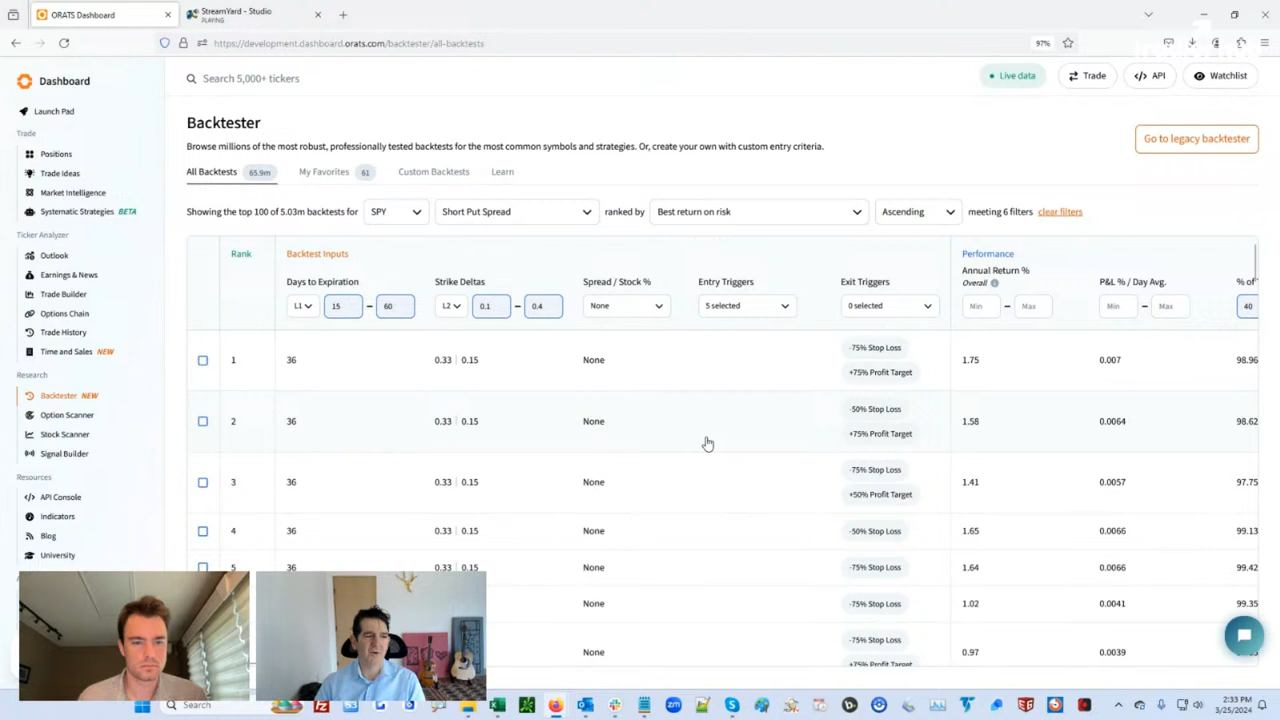 ORATS Dashboard
StreamYard - Studio
PLAYING
https://development.dashboard.orats.com/backtester/all-backtests
97%
Dashboard
Search 5,000+ tickers
Live data
Trade
</> API
Watchlist
Launch Pad
Trade
Positions
Trade Ideas
Market Intelligence
Systematic Strategies BETA
Ticker Analyzer
Outlook
Earnings & News
Trade Builder
Options Chain
Trade History
Time and Sales NEW
Research
Backtester NEW
Option Scanner
Stock Scanner
Signal Builder
Resources
API Console
Indicators
Blog
University
Backtester
Go to legacy backtester
Browse millions of the most robust, professionally tested backtests for the most common symbols and strategies. Or, create your own with custom entry criteria.
All Backtests 65.9m My Favorites 61 Custom Backtests Learn
Showing the top 100 of 5.03m backtests for SPY Short Put Spread ranked by Best return on risk Ascending meeting 6 filters clear filters
Rank Backtest Inputs Performance
Days to Expiration Strike Deltas Spread / Stock % Entry Triggers Exit Triggers Annual Return % Overall P&L % / Day Avg. % of
L1 15 – 60 L2 0.1 – 0.4 None 5 selected 0 selected Min – Max Min – Max 40
1 36 0.33 | 0.15 None -75% Stop Loss +75% Profit Target 1.75 0.007 98.96
2 36 0.33 | 0.15 None -50% Stop Loss +75% Profit Target 1.58 0.0064 98.62
3 36 0.33 | 0.15 None -75% Stop Loss +50% Profit Target 1.41 0.0057 97.75
4 36 0.33 | 0.15 None -50% Stop Loss 1.65 0.0066 99.13
5 36 0.33 | 0.15 None -75% Stop Loss 1.64 0.0066 99.42
None -75% Stop Loss 1.02 0.0041 99.35
None -75% Stop Loss +75% Profit Target 0.97 0.0039
Search
2:33 PM
3/25/2024